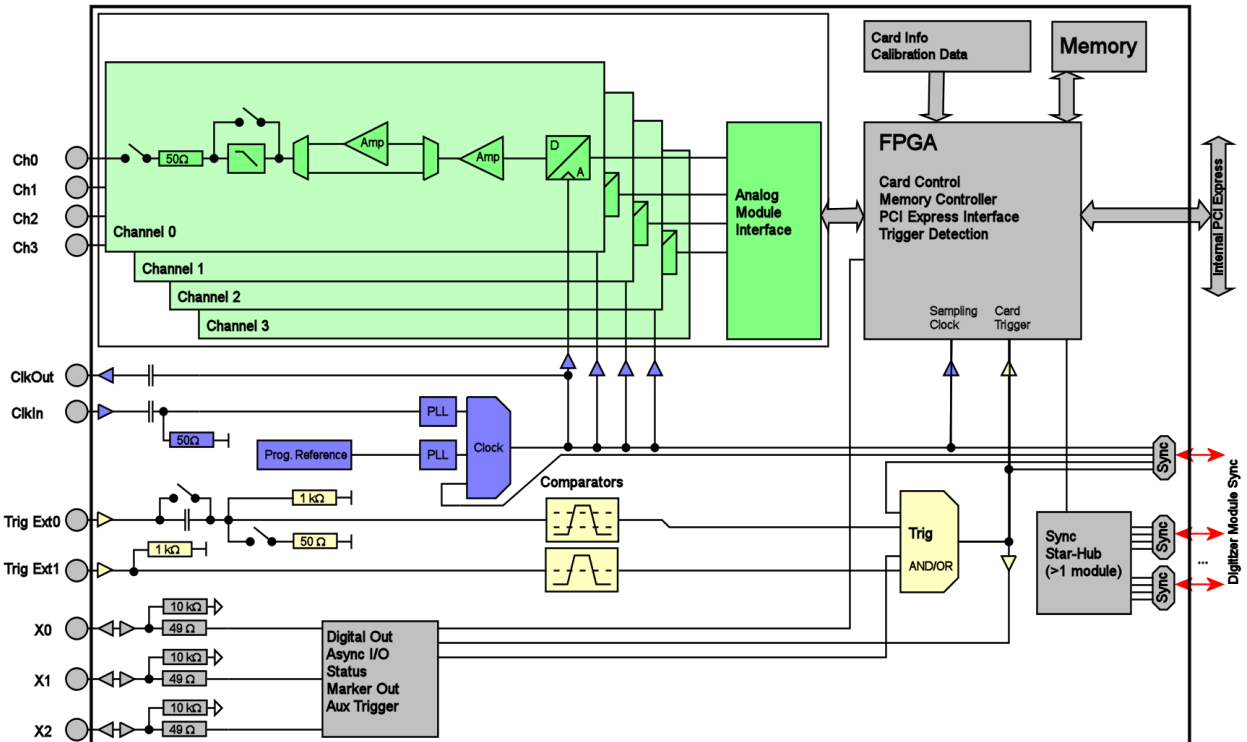 Card Info
Calibration Data
Memory
Ch0
Ch1
Ch2
Ch3
50Ω
Amp
Amp
D
A
Channel 0
Channel 1
Channel 2
Channel 3
Analog
Module
Interface
FPGA
Card Control
Memory Controller
PCI Express Interface
Trigger Detection
Sampling
Clock
Card
Trigger
Internal PCI Express
ClkOut
ClkIn
50Ω
PLL
Prog. Reference
PLL
Clock
Sync
Comparators
Trig Ext0
1 kΩ
50 Ω
Trig Ext1
1 kΩ
Trig
AND/OR
Sync
Star-Hub
(>1 module)
Sync
...
Sync
Digitizer Module Sync
X0
10 kΩ
49 Ω
X1
10 kΩ
49 Ω
X2
10 kΩ
49 Ω
Digital Out
Async I/O
Status
Marker Out
Aux Trigger